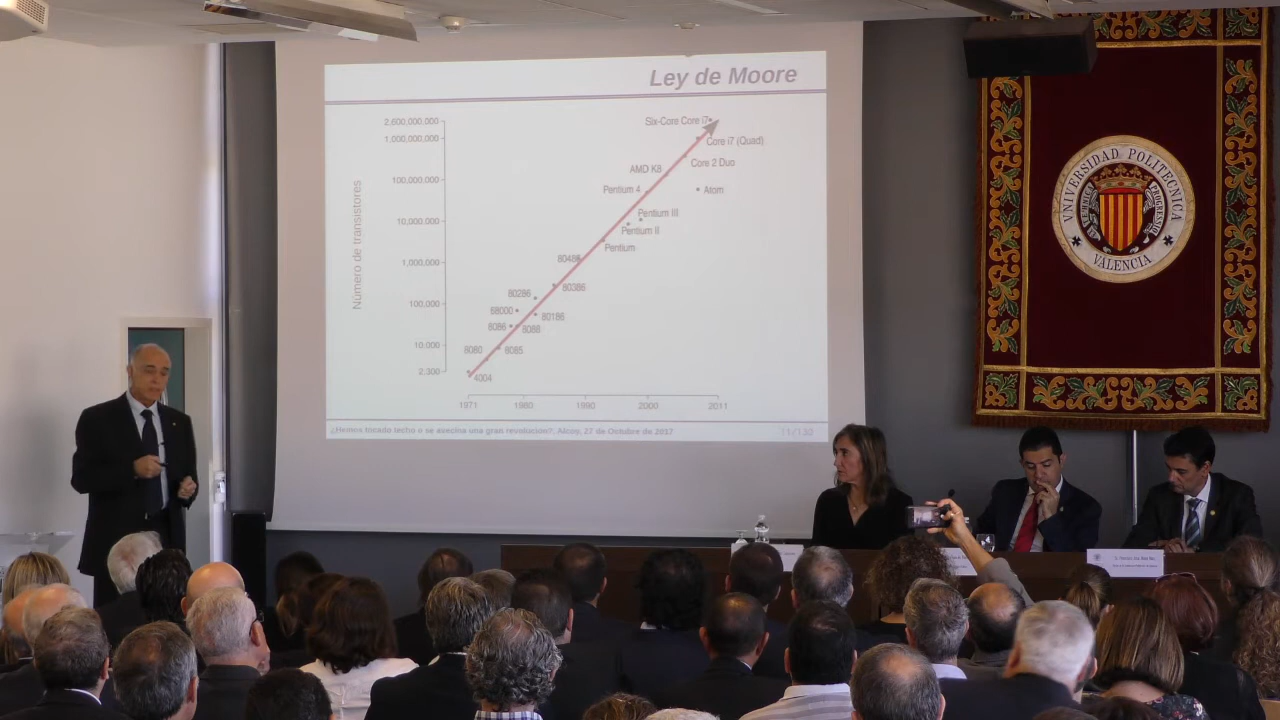 Ley de Moore
Número de transistores
2,600,000,000
1,000,000,000
100,000,000
10,000,000
1,000,000
100,000
10,000
2,300
1971
1980
1990
2000
2011
Six-Core Core i7
Core i7 (Quad)
Core 2 Duo
AMD K8
Atom
Pentium 4
Pentium III
Pentium II
Pentium
80486
80386
80286
68000
80186
8086
8088
8080
8085
4004
¿Hemos tocado techo o se avecina una gran revolución?, Alcoy, 27 de Octubre de 2017
UNIVERSIDAD POLITECNICA
VALENCIA